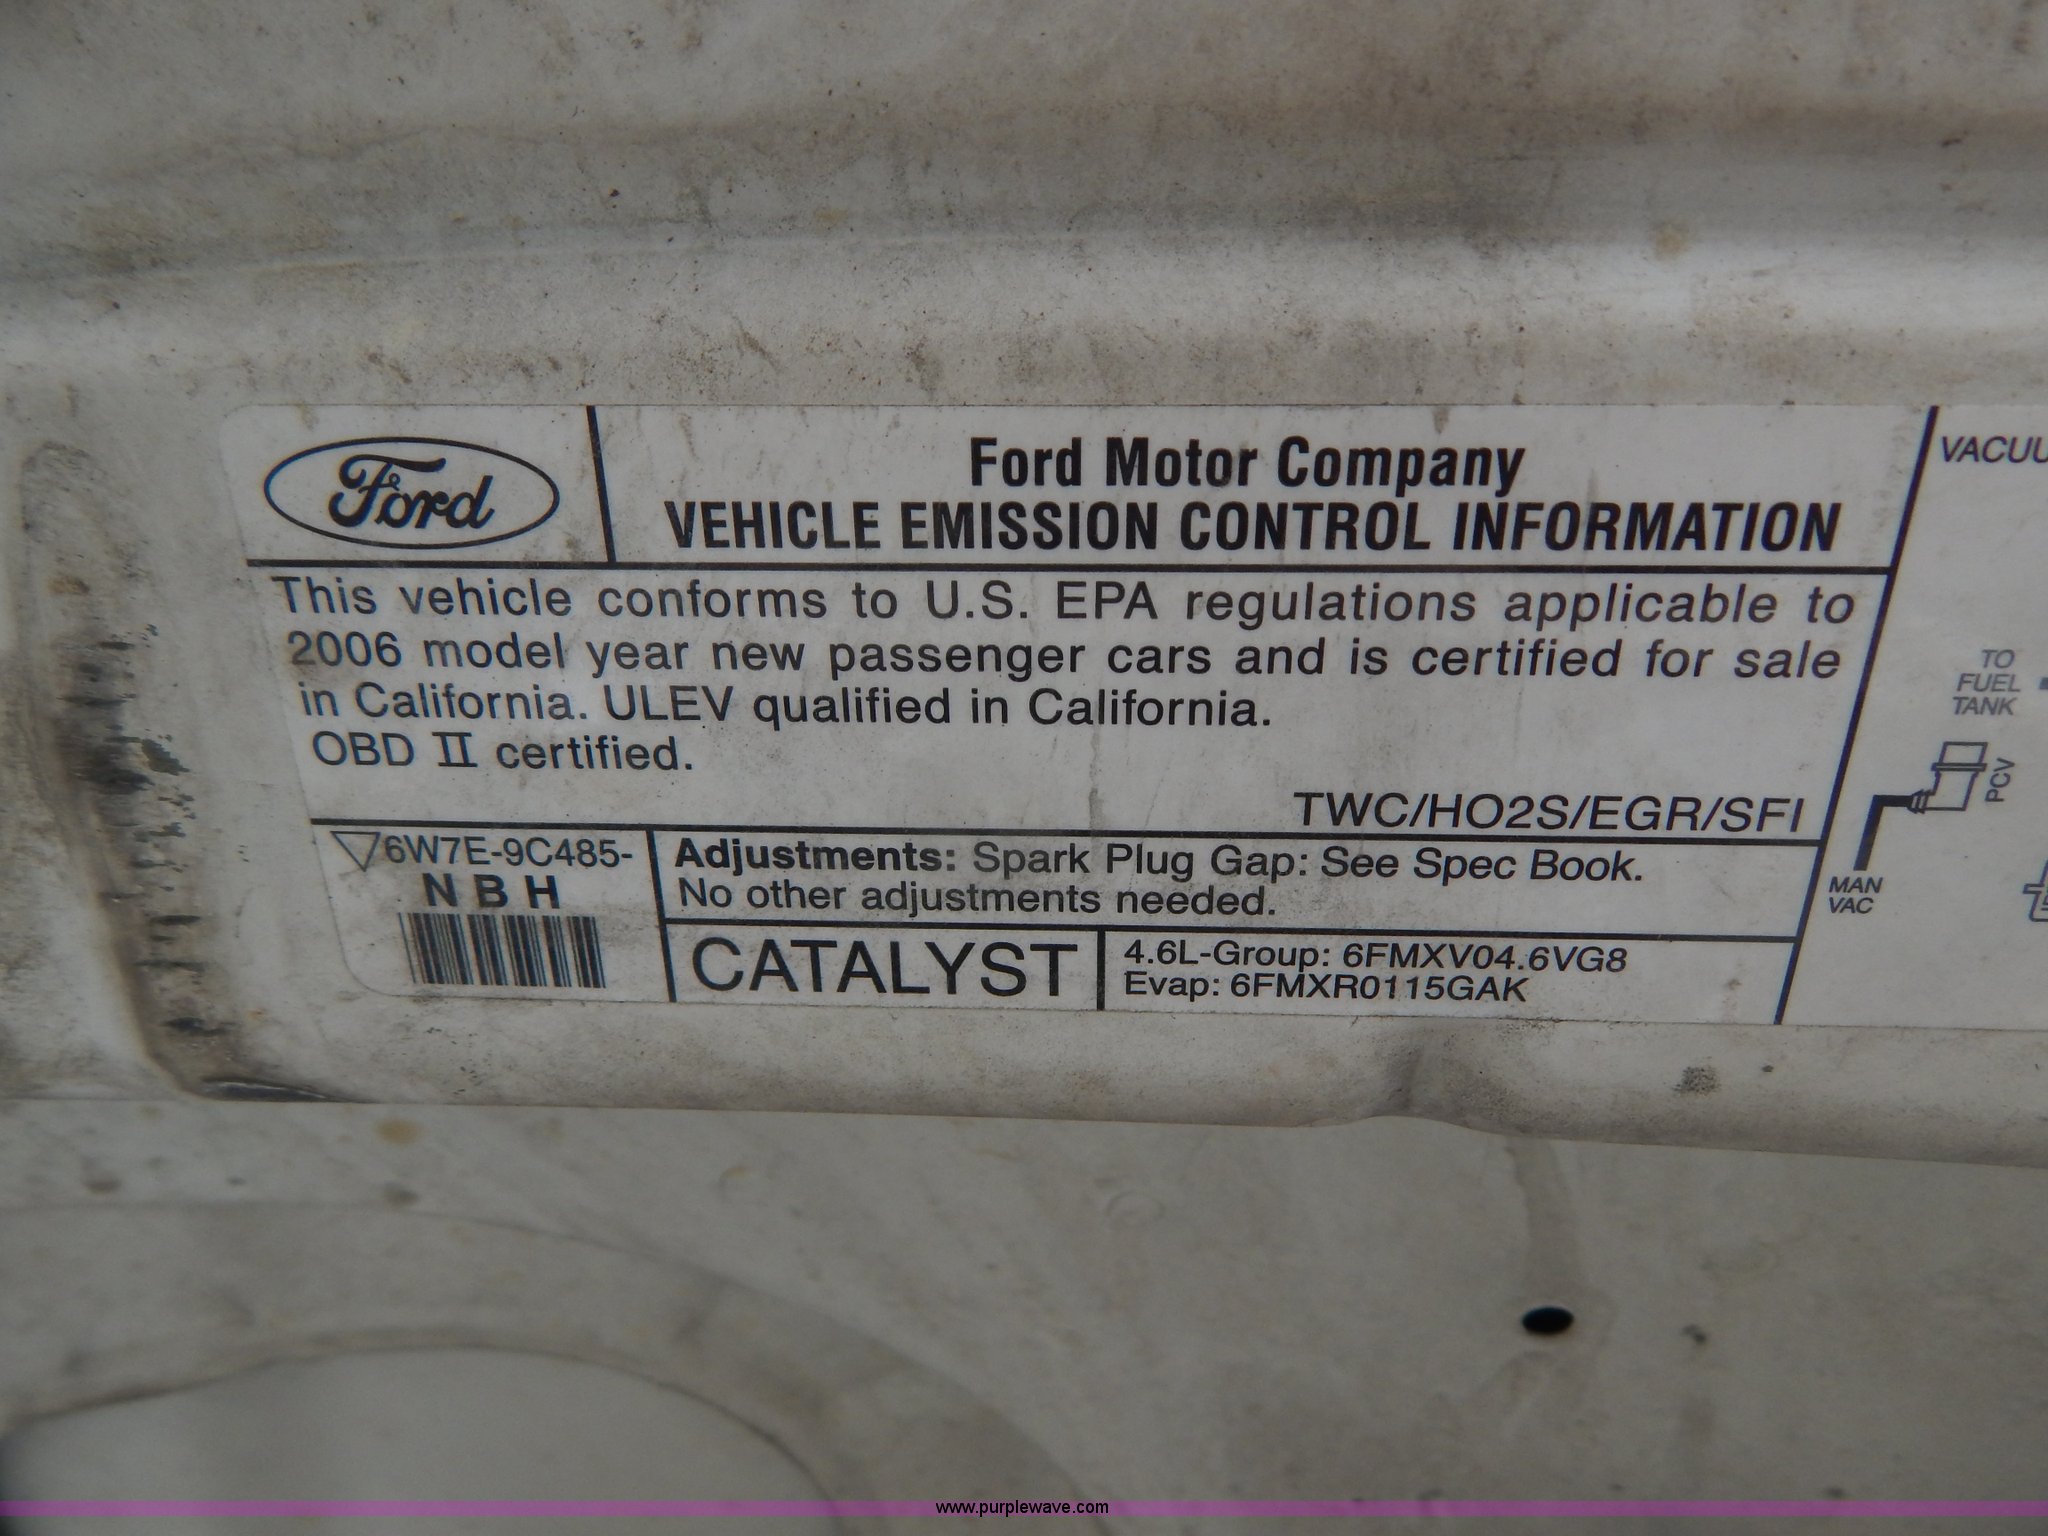 Ford
Ford Motor Company
VEHICLE EMISSION CONTROL INFORMATION
This vehicle conforms to U.S. EPA regulations applicable to
2006 model year new passenger cars and is certified for sale
in California. ULEV qualified in California.
OBD II certified.
TWC/HO2S/EGR/SFI
6W7E-9C485-
N B H
Adjustments: Spark Plug Gap: See Spec Book.
No other adjustments needed.
CATALYST
4.6L-Group: 6FMXV04.6VG8
Evap: 6FMXR0115GAK
VACUU
TO
FUEL
TANK
PCV
MAN
VAC
www.purplewave.com